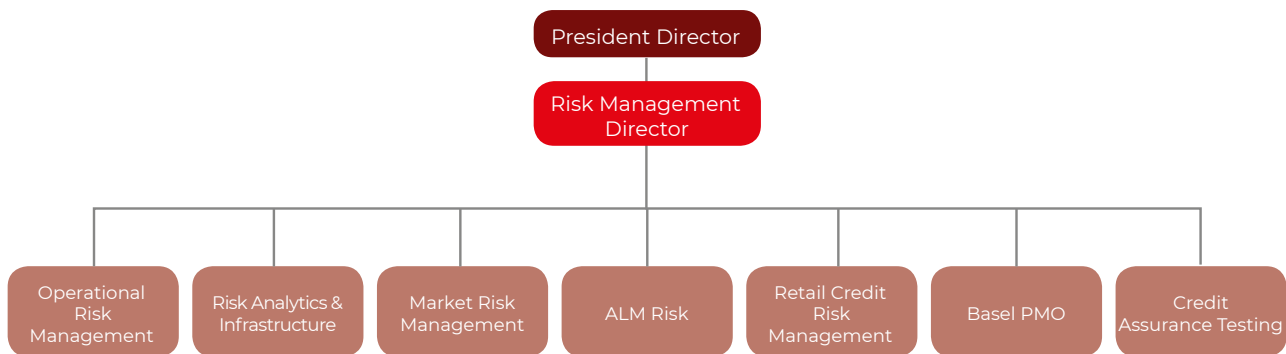 President Director
Risk Management
Director
Operational
Risk
Management
Risk Analytics &
Infrastructure
Market Risk
Management
ALM Risk
Retail Credit
Risk
Management
Basel PMO
Credit
Assurance Testing